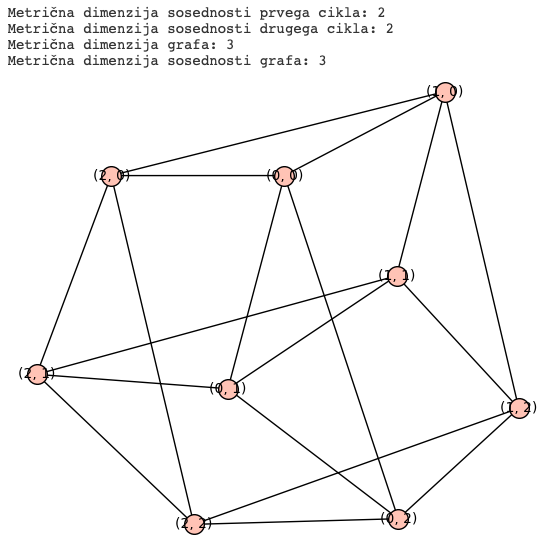 Metrična dimenzija sosednosti prvega cikla: 2
Metrična dimenzija sosednosti drugega cikla: 2
Metrična dimenzija grafa: 3
Metrična dimenzija sosednosti grafa: 3
(1, 0)
(2, 0)
(0, 0)
(1, 1)
(2, 1)
(0, 1)
(1, 2)
(2, 2)
(0, 2)